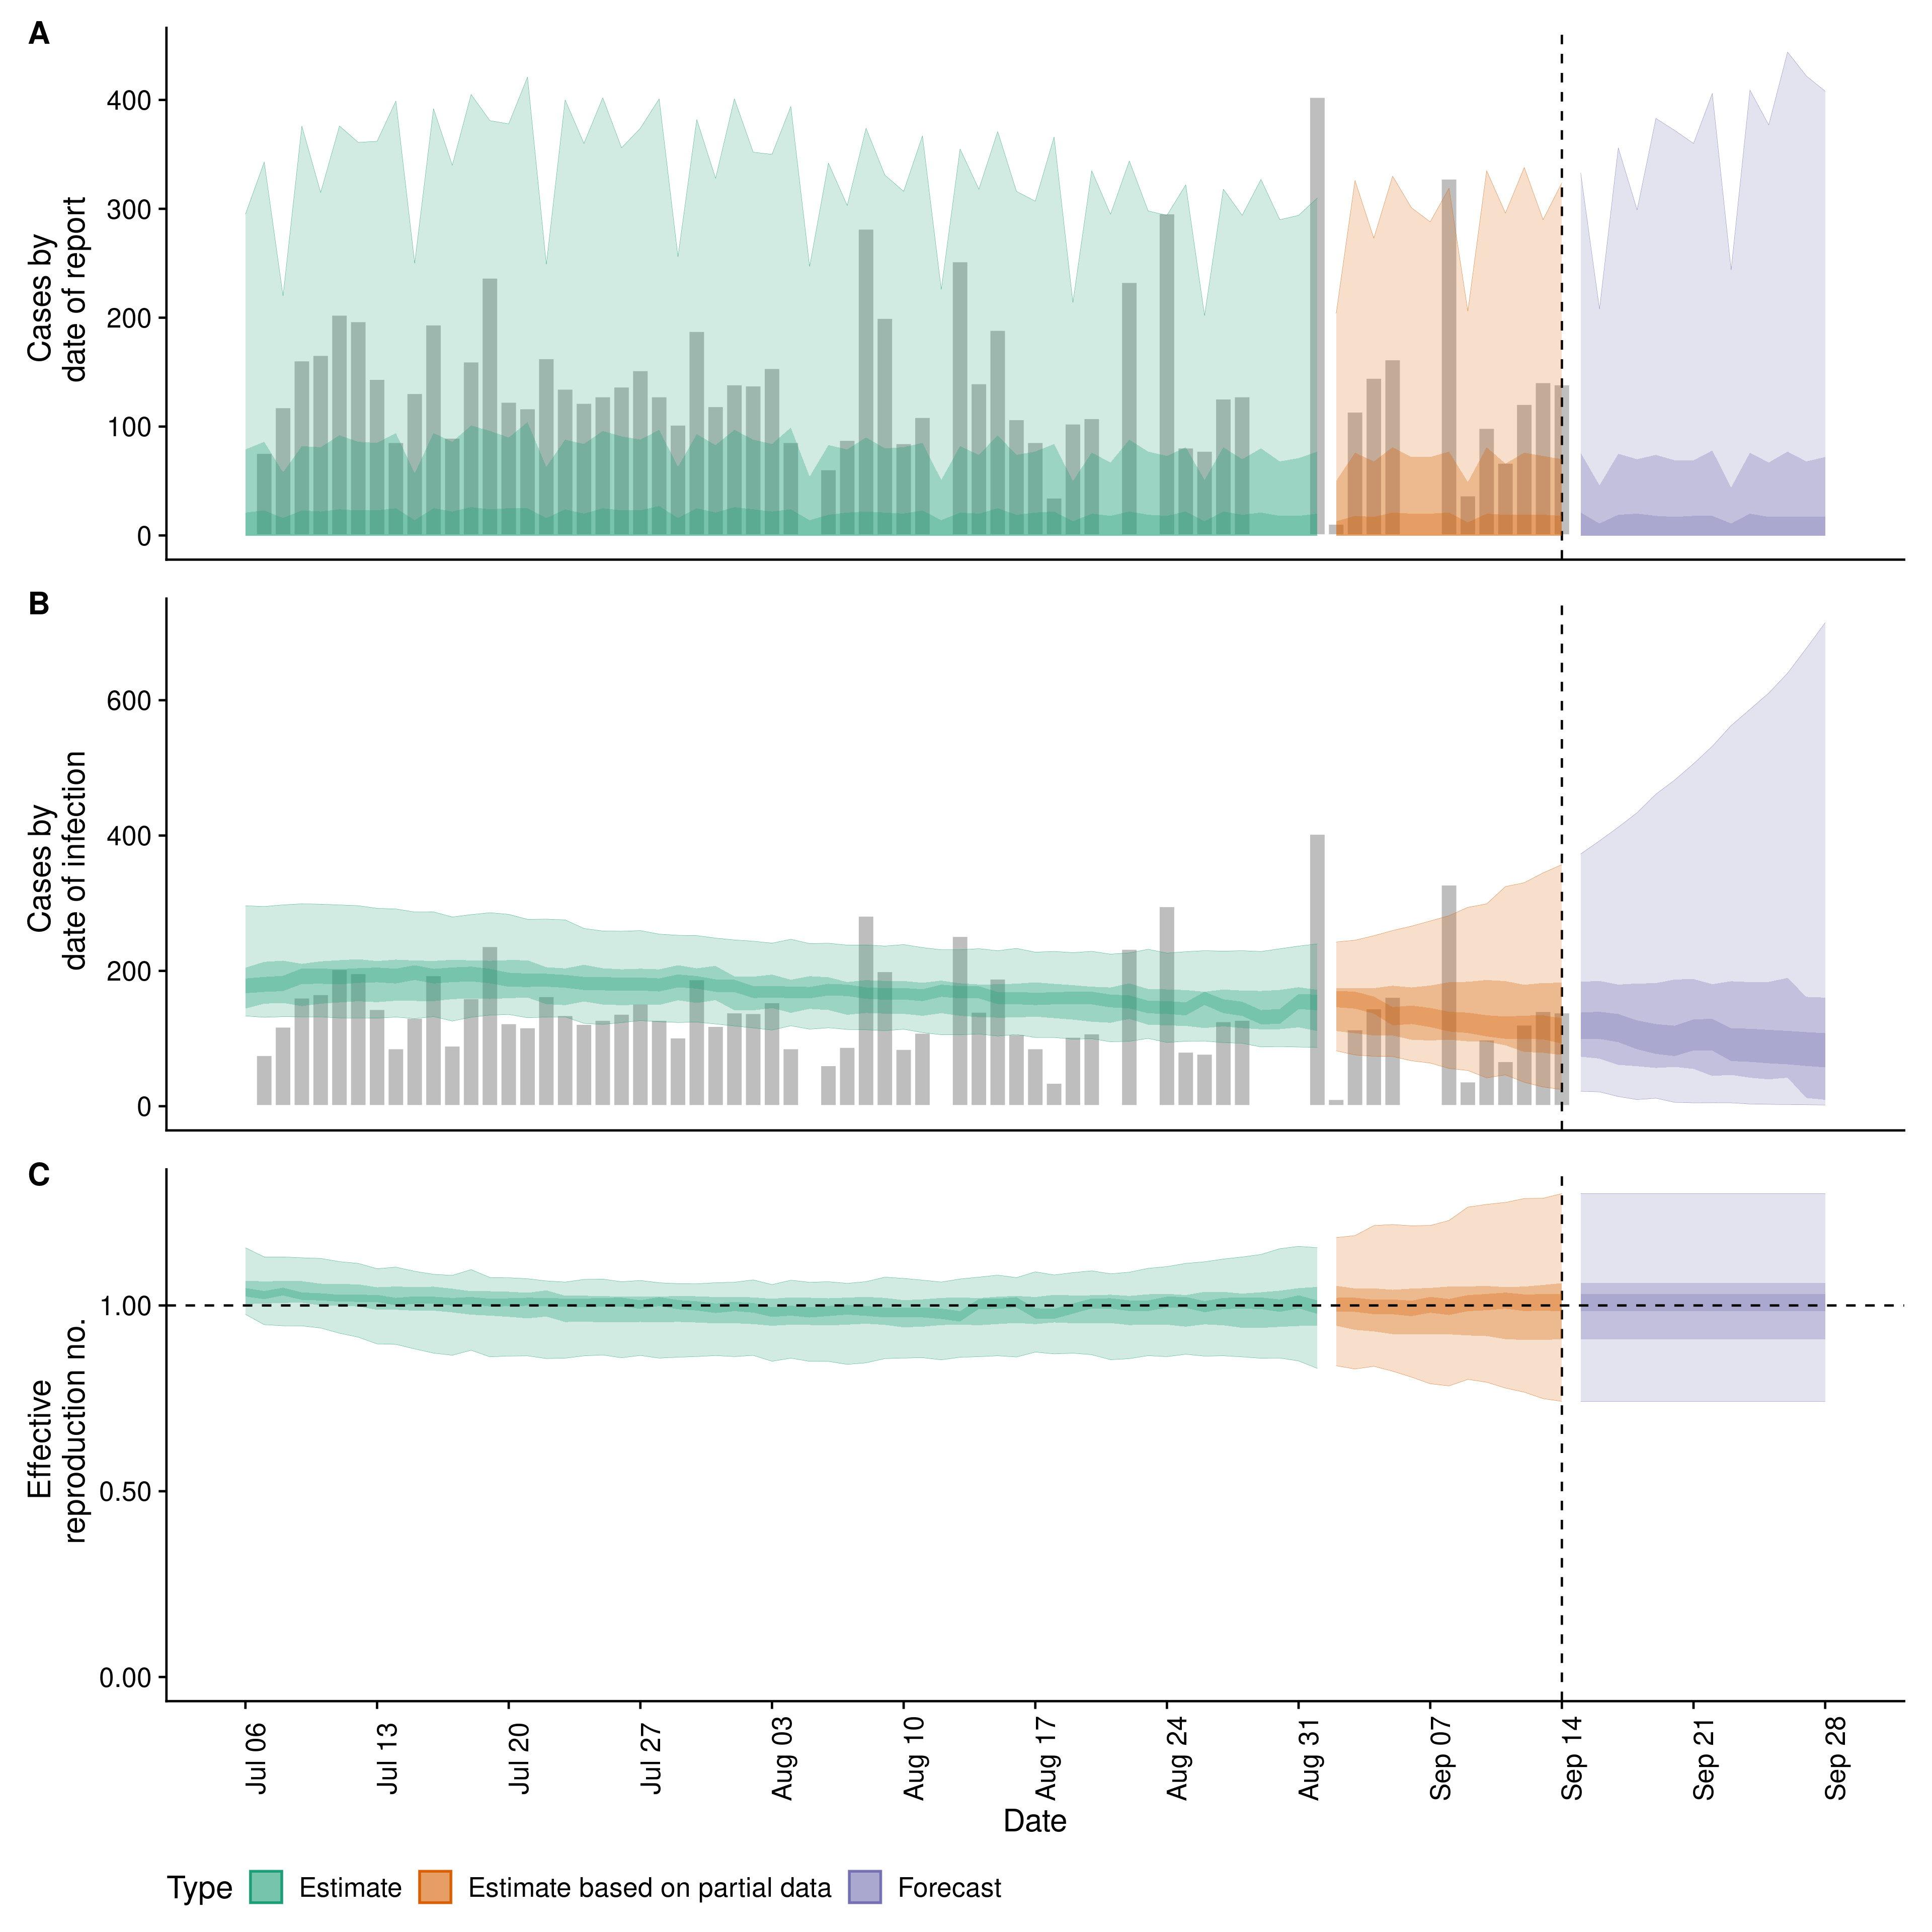 A
Cases by
date of report
400
300
200
100
0
B
Cases by
date of infection
600
400
200
0
C
Effective
reproduction no.
1.00
0.50
0.00
Jul 06
Jul 13
Jul 20
Jul 27
Aug 03
Aug 10
Aug 17
Aug 24
Aug 31
Sep 07
Sep 14
Sep 21
Sep 28
Date
Type Estimate Estimate based on partial data Forecast